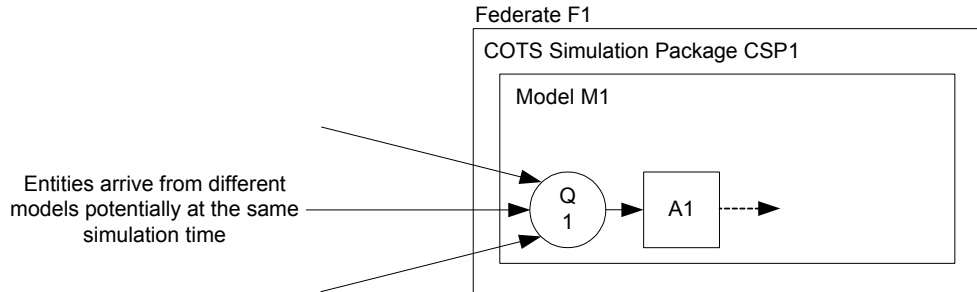 Federate F1
COTS Simulation Package CSP1
Model M1
Entities arrive from different
models potentially at the same
simulation time
Q
1
A1